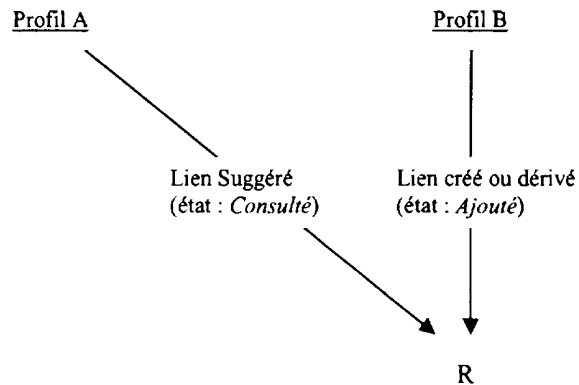 Profil A
Profil B
Lien Suggéré
(état : Consulté)
Lien créé ou dérivé
(état : Ajouté)
R